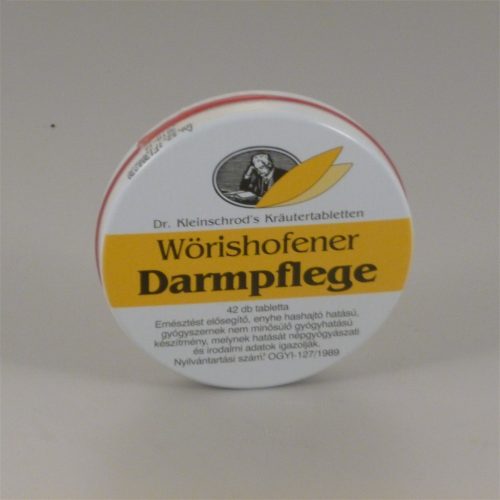 Dr. Kleinschrod's Kräutertabletten
Wörishofener
Darmpflege
42 db tabletta
Emésztést elősegítő, enyhe hashajtó hatású,
gyógyszernek nem minősülő gyógyhatású
készítmény, melynek hatását népgyógyászati
és irodalmi adatok igazolják.
Nyilvántartási szám: OGYI-127/1989